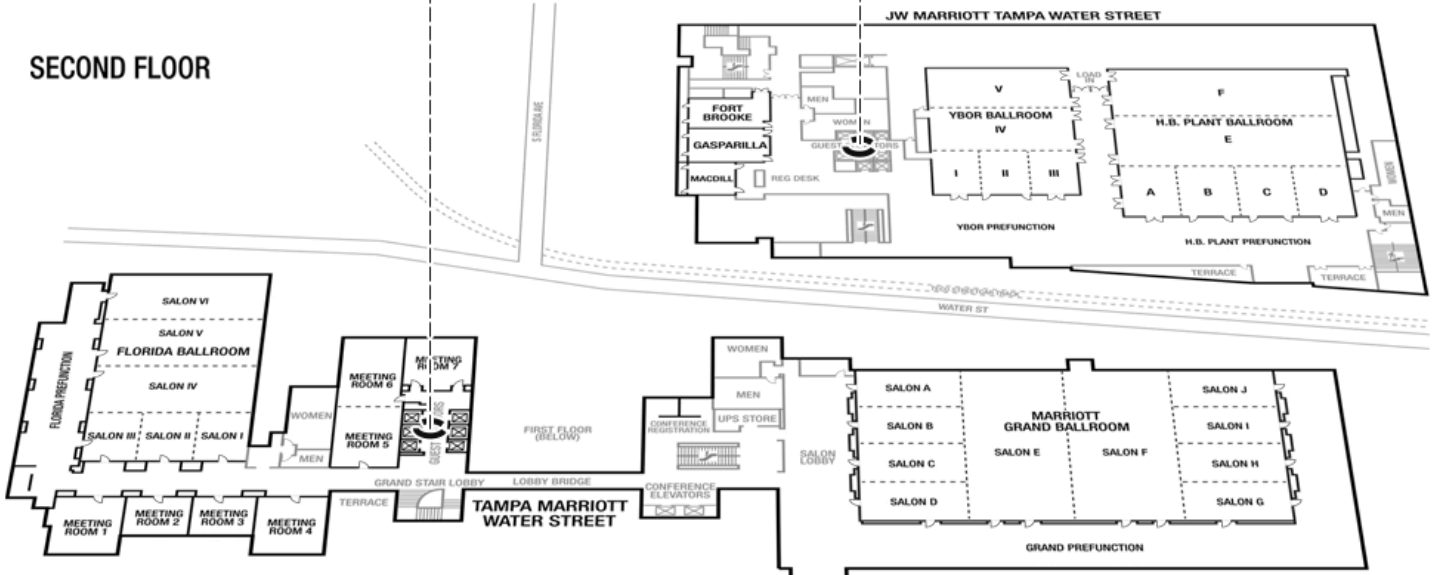 JW MARRIOTT TAMPA WATER STREET
SECOND FLOOR
S FLORIDA AVE
FORT
BROOKE
GASPARILLA
MACDILL
REG DESK
MEN
WOMEN
GUEST
V
YBOR BALLROOM
IV
I
II
III
YBOR PREFUNCTION
LOAD
IN
F
H.B. PLANT BALLROOM
E
A
B
C
D
H.B. PLANT PREFUNCTION
WOMEN
MEN
TERRACE
TERRACE
WATER ST
SALON VI
SALON V
FLORIDA BALLROOM
SALON IV
SALON III
SALON II
SALON I
FLORIDA PREFUNCTION
WOMEN
MEN
MEETING
ROOM 6
MEETING
ROOM 7
MEETING
ROOM 5
GUEST
FIRST FLOOR
(BELOW)
GRAND STAIR LOBBY
LOBBY BRIDGE
TERRACE
MEETING
ROOM 1
MEETING
ROOM 2
MEETING
ROOM 3
MEETING
ROOM 4
TAMPA MARRIOTT
WATER STREET
WOMEN
MEN
UPS STORE
CONFERENCE
REGISTRATION
CONFERENCE
ELEVATORS
SALON
LOBBY
SALON A
SALON B
SALON C
SALON D
MARRIOTT
GRAND BALLROOM
SALON E
SALON F
SALON J
SALON I
SALON H
SALON G
GRAND PREFUNCTION